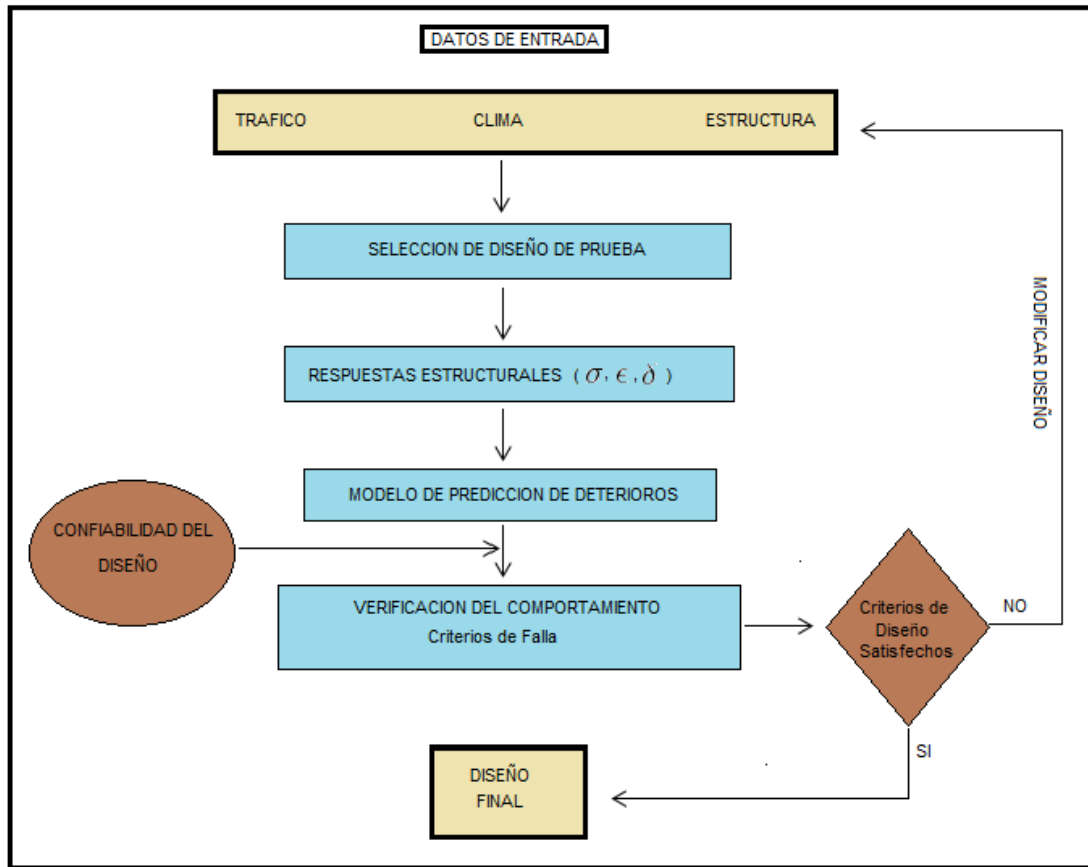 DATOS DE ENTRADA
TRAFICO CLIMA ESTRUCTURA
SELECCION DE DISEÑO DE PRUEBA
RESPUESTAS ESTRUCTURALES ( σ, ϵ, ∂ )
MODIFICAR DISEÑO
MODELO DE PREDICCION DE DETERIOROS
CONFIABILIDAD DEL
DISEÑO
VERIFICACION DEL COMPORTAMIENTO
Criterios de Falla
Criterios de
Diseño
Satisfechos
NO
SI
DISEÑO
FINAL